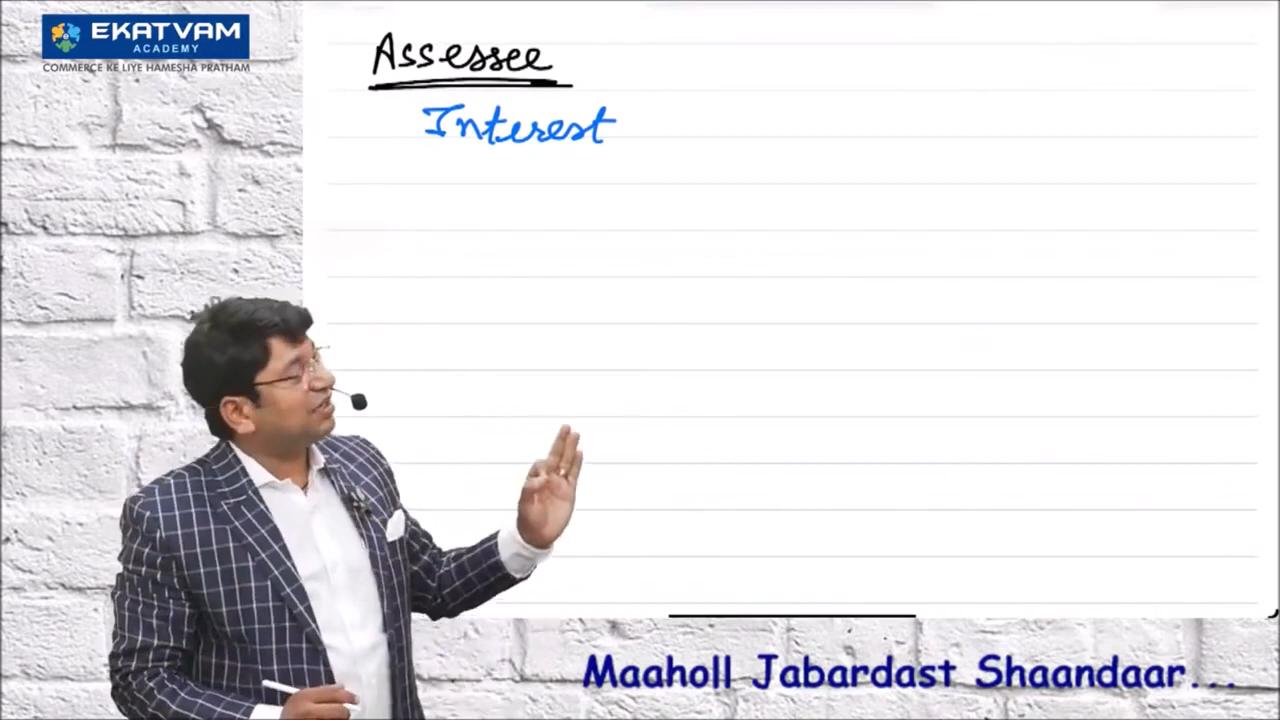 EKATVAM
ACADEMY
COMMERCE KE LIYE HAMESHA PRATHAM
Assessee
Interest
Maaholl Jabardast Shaandaar...